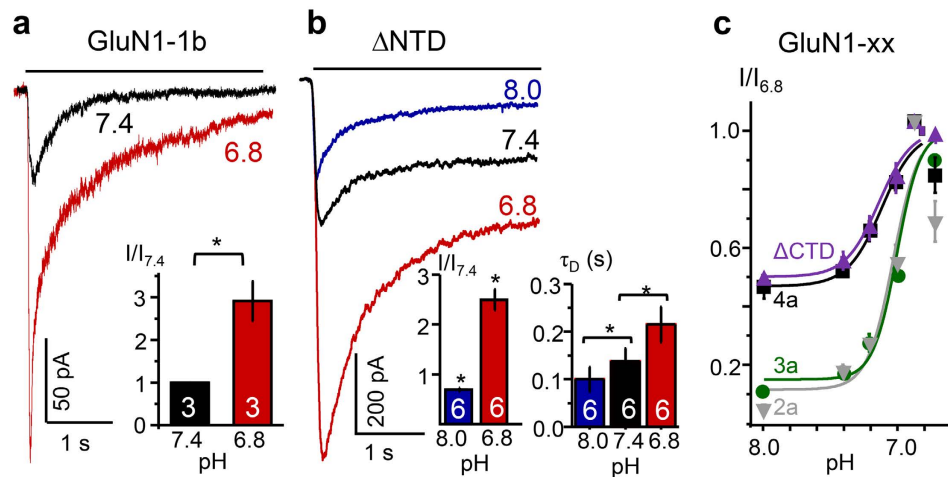 a
GluN1-1b
7.4
6.8
50 pA
1 s
I/I7.4
*
3
2
1
0
3
3
7.4
6.8
pH
b
ΔNTD
8.0
7.4
6.8
200 pA
1 s
I/I7.4
3
2
1
0
*
*
6
6
8.0
6.8
pH
τD (s)
0.3
0.2
0.1
0.0
*
*
6
6
6
8.0
7.4
6.8
pH
c
GluN1-xx
I/I6.8
1.0
0.6
0.2
ΔCTD
4a
3a
2a
8.0
7.0
pH